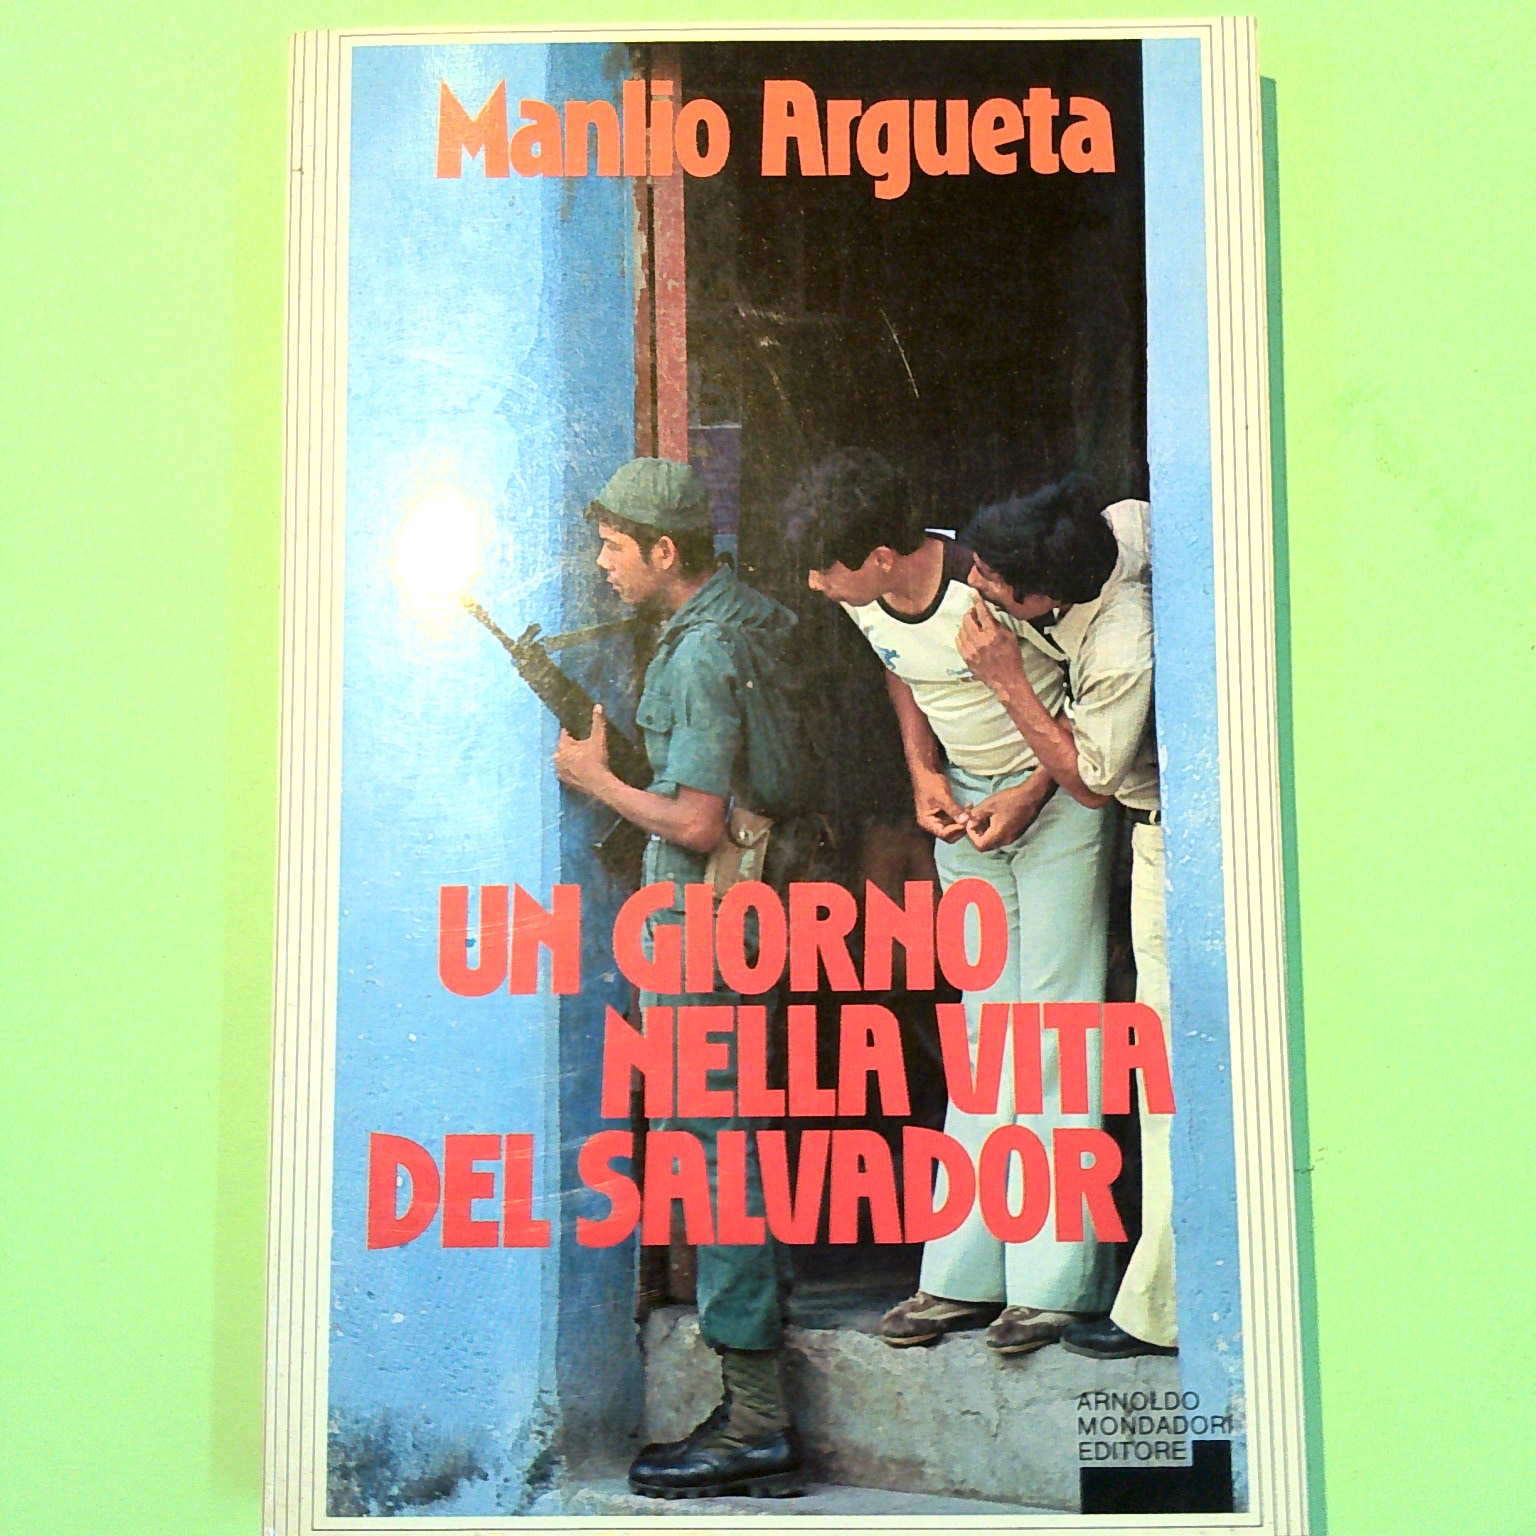 Manlio Argueta
UN GIORNO
NELLA VITA
DEL SALVADOR
ARNOLDO
MONDADORI
EDITORE